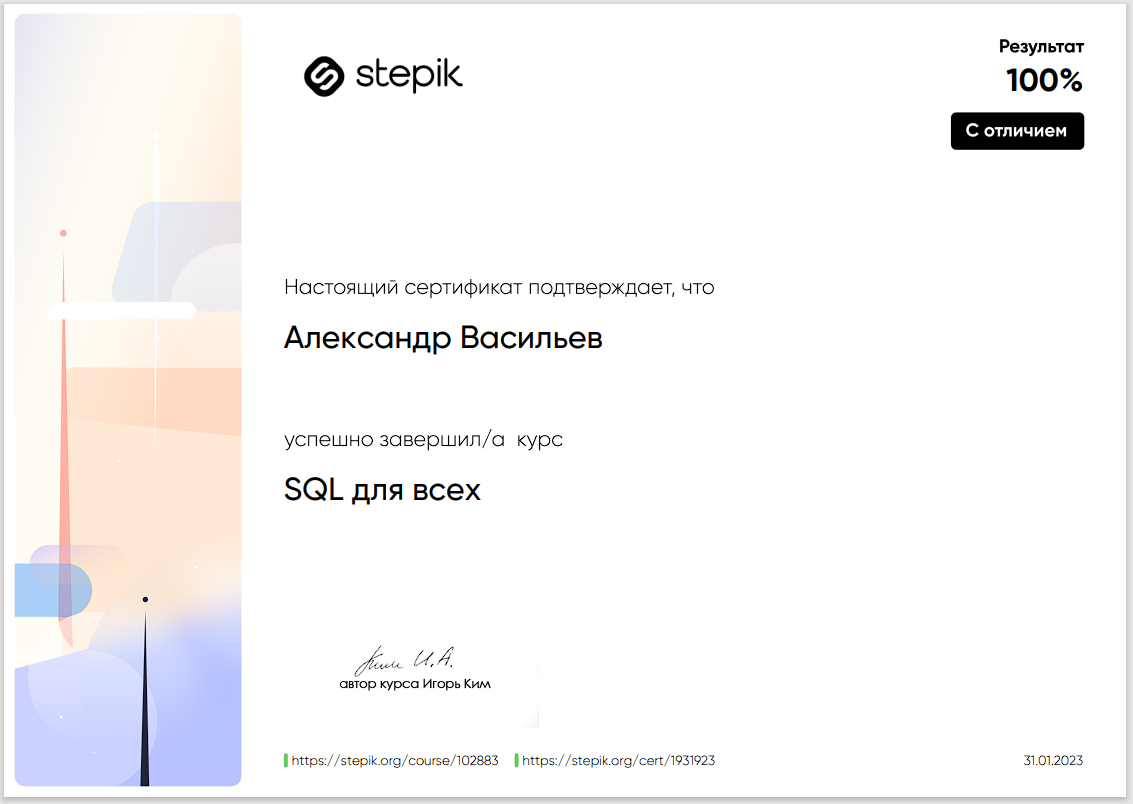 stepik
Результат
100%
С отличием
Настоящий сертификат подтверждает, что
Александр Васильев
успешно завершил/а курс
SQL для всех
Ким И.А.
автор курса Игорь Ким
https://stepik.org/course/102883 https://stepik.org/cert/1931923 31.01.2023